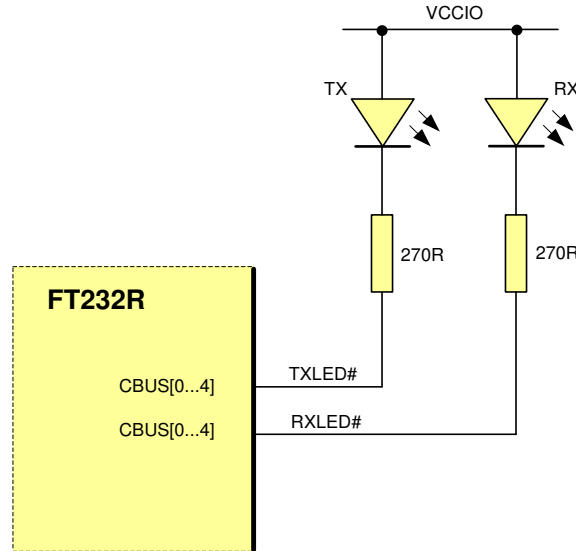 VCCIO
TX
RX
270R
270R
FT232R
TXLED#
CBUS[0...4]
RXLED#
CBUS[0...4]